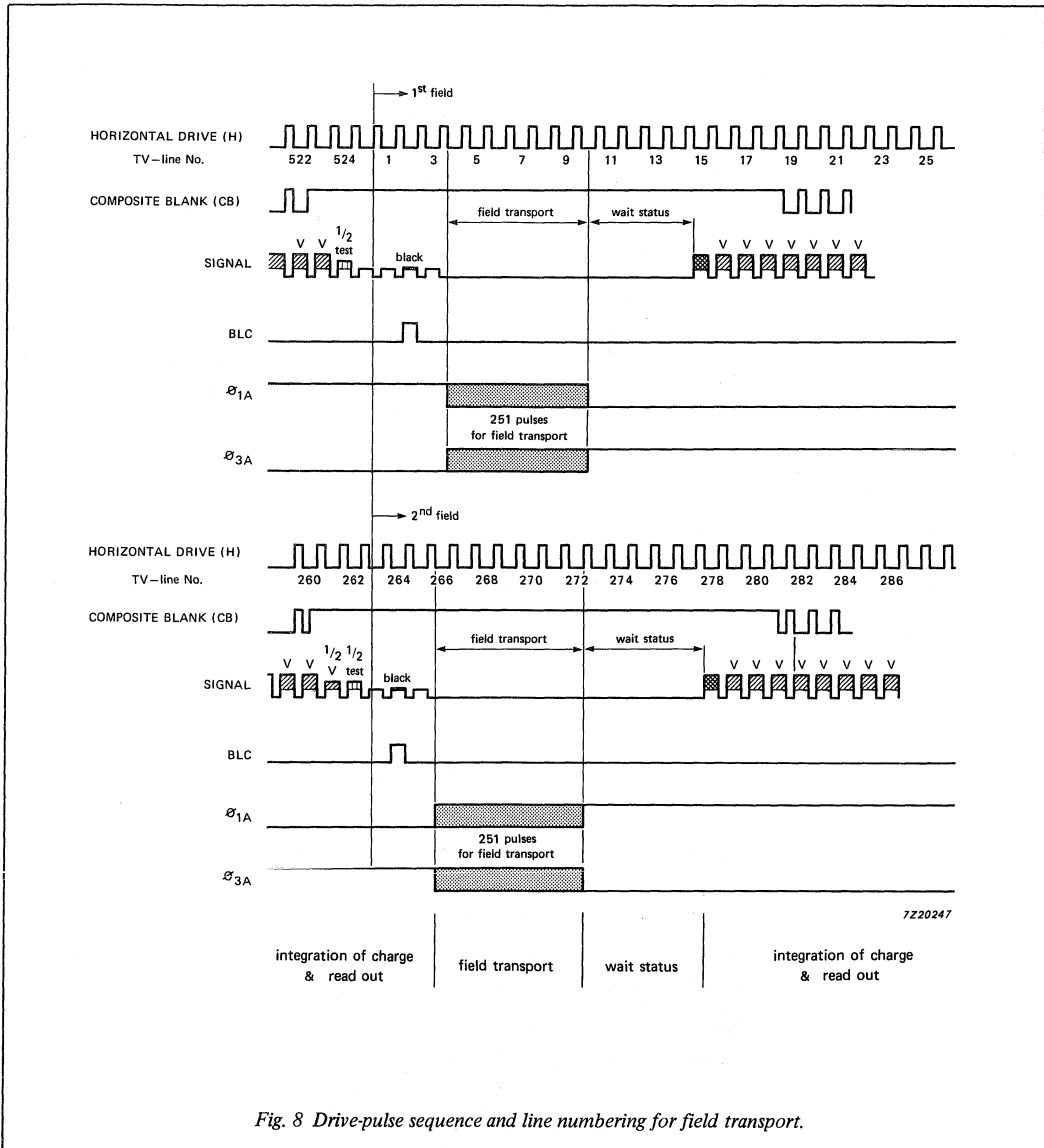 1st field
HORIZONTAL DRIVE (H)
TV–line No. 522 524 1 3 5 7 9 11 13 15 17 19 21 23 25
COMPOSITE BLANK (CB)
field transport wait status
V V 1/2 test black V V V V V V V
SIGNAL
BLC
Ø1A
251 pulses
for field transport
Ø3A
2nd field
HORIZONTAL DRIVE (H)
TV–line No. 260 262 264 266 268 270 272 274 276 278 280 282 284 286
COMPOSITE BLANK (CB)
field transport wait status
V V 1/2 V 1/2 test black V V V V V V V V
SIGNAL
BLC
Ø1A
251 pulses
for field transport
Ø3A
7Z20247
integration of charge
& read out
field transport
wait status
integration of charge
& read out
Fig. 8 Drive-pulse sequence and line numbering for field transport.